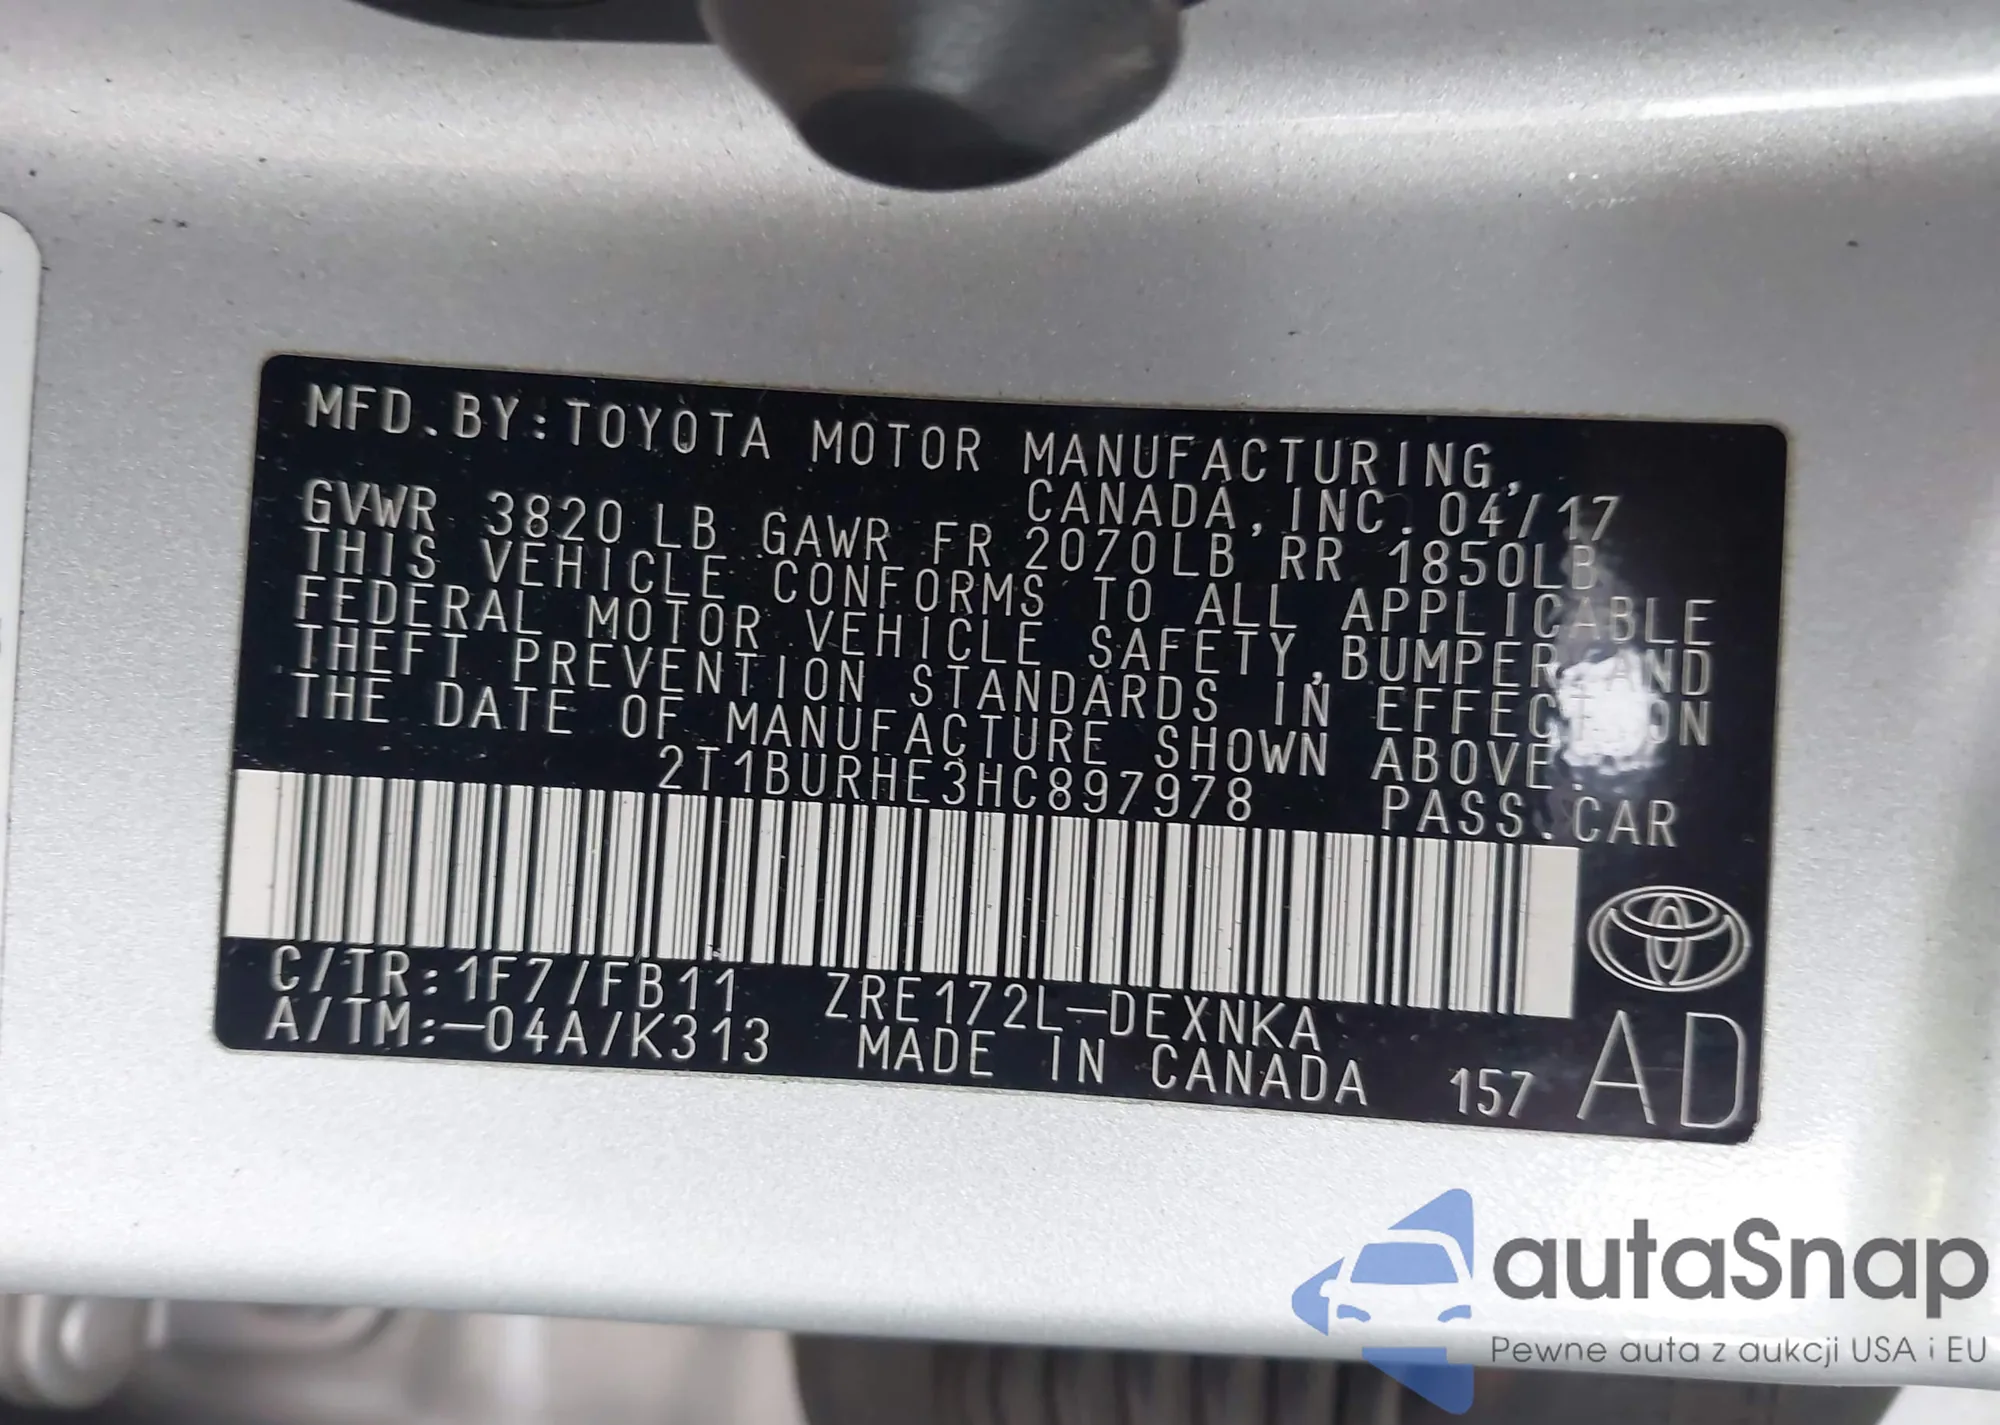 MFD.BY:TOYOTA MOTOR MANUFACTURING,
CANADA,INC.04/17
GVWR 3820 LB GAWR FR 2070LB RR 1850LB
THIS VEHICLE CONFORMS TO ALL APPLICABLE
FEDERAL MOTOR VEHICLE SAFETY,BUMPER AND
THEFT PREVENTION STANDARDS IN EFFECT ON
THE DATE OF MANUFACTURE SHOWN ABOVE.
2T1BURHE3HC897978 PASS.CAR
C/TR:1F7/FB11 ZRE172L-DEXNKA
A/TM:-04A/K313 MADE IN CANADA 157 AD
autaSnap
Pewne auta z aukcji USA i EU